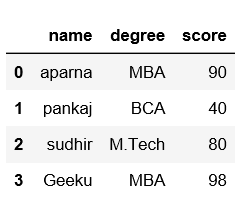 name degree score
0 aparna MBA 90
1 pankaj BCA 40
2 sudhir M.Tech 80
3 Geeku MBA 98